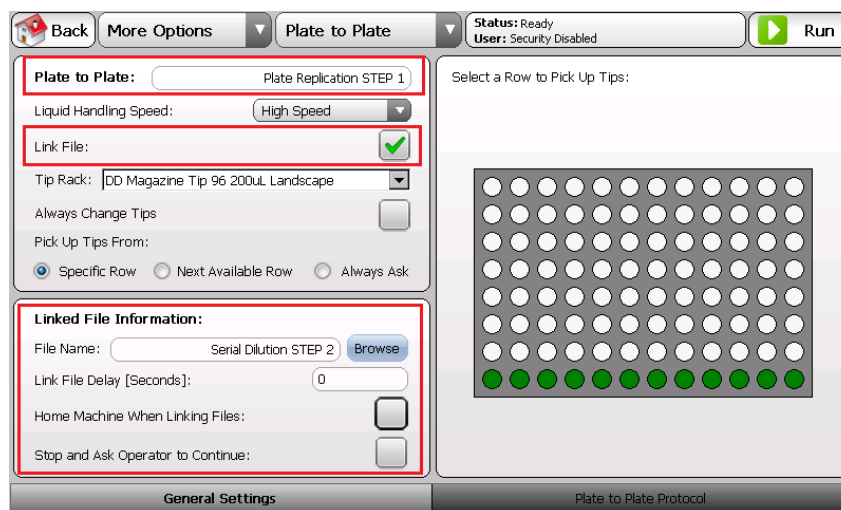 Back
More Options
Plate to Plate
Status: Ready
User: Security Disabled
Run
Plate to Plate: Plate Replication STEP 1
Liquid Handling Speed: High Speed
Link File:
Tip Rack: DD Magazine Tip 96 200uL Landscape
Always Change Tips
Pick Up Tips From:
Specific Row Next Available Row Always Ask
Linked File Information:
File Name: Serial Dilution STEP 2 Browse
Link File Delay [Seconds]: 0
Home Machine When Linking Files:
Stop and Ask Operator to Continue:
Select a Row to Pick Up Tips:
General Settings
Plate to Plate Protocol